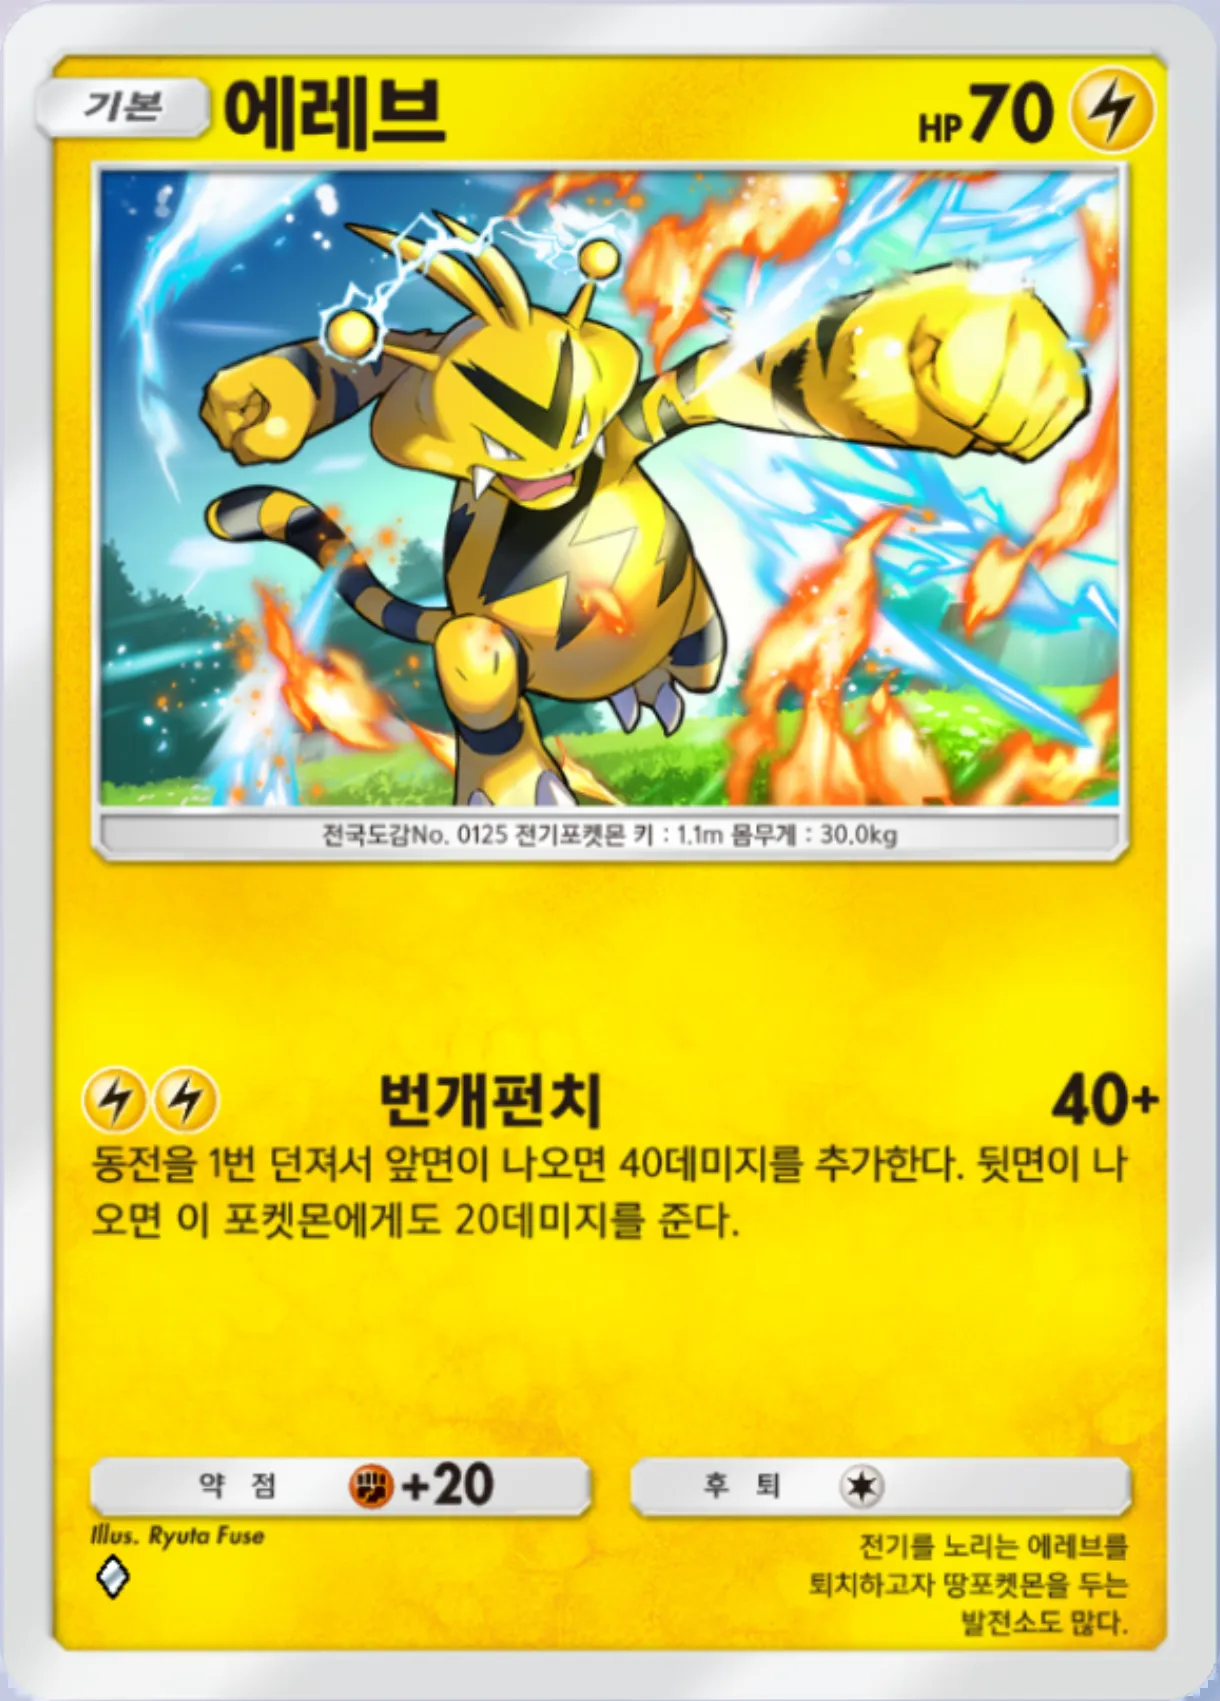 기본 에레브 HP 70
전국도감No. 0125 전기포켓몬 키 : 1.1m 몸무게 : 30.0kg
번개펀치 40+
동전을 1번 던져서 앞면이 나오면 40데미지를 추가한다. 뒷면이 나
오면 이 포켓몬에게도 20데미지를 준다.
약점 +20 후퇴
Illus. Ryuta Fuse
전기를 노리는 에레브를
퇴치하고자 땅포켓몬을 두는
발전소도 많다.